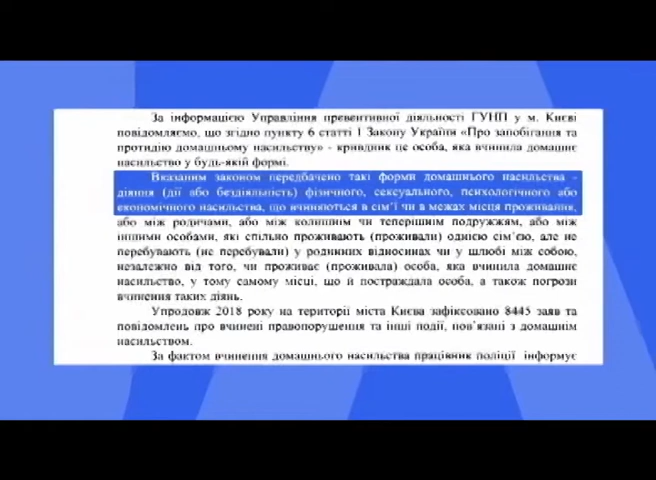 За інформацією Управління превентивної діяльності ГУНП у м. Києві
повідомляємо, що згідно пункту 6 статті 1 Закону України «Про запобігання та
протидію домашньому насильству» - кривдник це особа, яка вчинила домашнє
насильство у будь-якій формі.
Вказаним законом передбачено такі форми домашнього насильства -
діяння (дії або бездіяльність) фізичного, сексуального, психологічного або
економічного насильства, що вчиняються в сім'ї чи в межах місця проживання,
або між родичами, або між колишнім чи теперішнім подружжям, або між
іншими особами, які спільно проживають (проживали) однією сім'єю, але не
перебувають (не перебували) у родинних відносинах чи у шлюбі між собою,
незалежно від того, чи проживає (проживала) особа, яка вчинила домашнє
насильство, у тому самому місці, що й постраждала особа, а також погрози
вчинення таких діянь.
Упродовж 2018 року на території міста Києва зафіксовано 8445 заяв та
повідомлень про вчинені правопорушення та інші події, пов'язані з домашнім
насильством.
За фактом вчинення домашнього насильства працівник поліції інформує